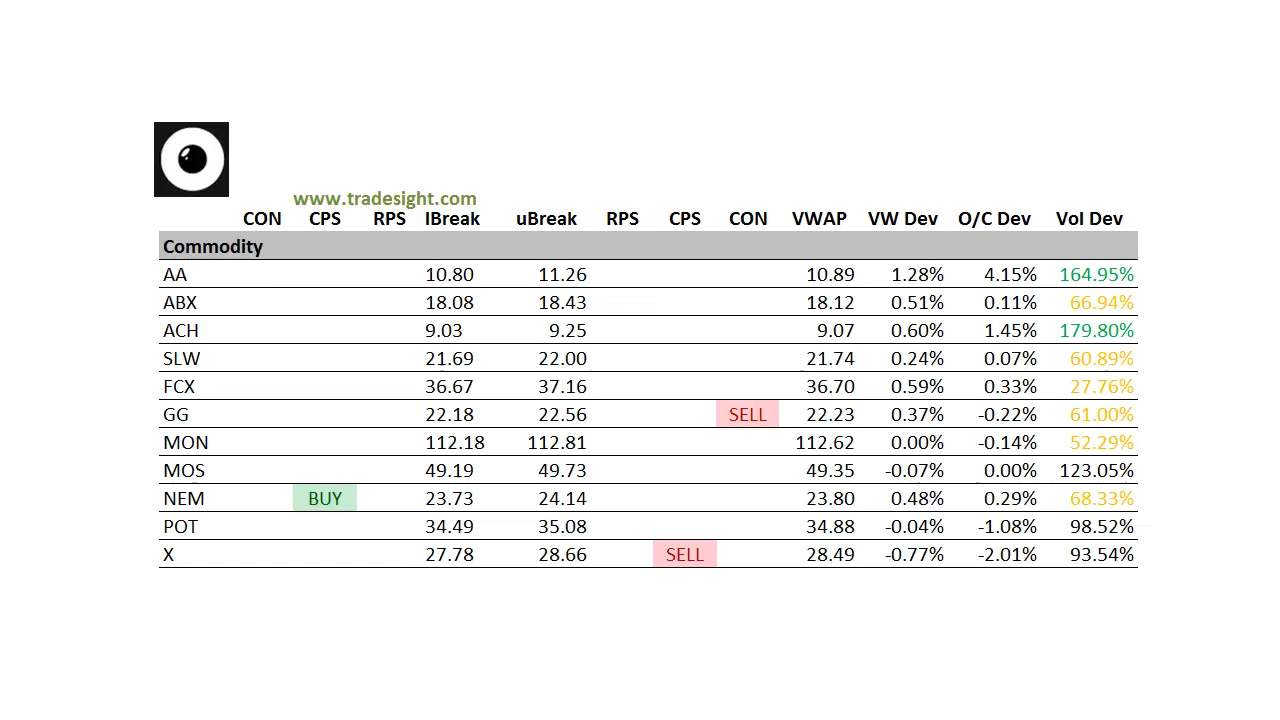 www.tradesight.com
CON CPS RPS lBreak uBreak RPS CPS CON VWAP VW Dev O/C Dev Vol Dev
Commodity
AA 10.80 11.26 10.89 1.28% 4.15% 164.95%
ABX 18.08 18.43 18.12 0.51% 0.11% 66.94%
ACH 9.03 9.25 9.07 0.60% 1.45% 179.80%
SLW 21.69 22.00 21.74 0.24% 0.07% 60.89%
FCX 36.67 37.16 36.70 0.59% 0.33% 27.76%
GG 22.18 22.56 SELL 22.23 0.37% -0.22% 61.00%
MON 112.18 112.81 112.62 0.00% -0.14% 52.29%
MOS 49.19 49.73 49.35 -0.07% 0.00% 123.05%
NEM BUY 23.73 24.14 23.80 0.48% 0.29% 68.33%
POT 34.49 35.08 34.88 -0.04% -1.08% 98.52%
X 27.78 28.66 SELL 28.49 -0.77% -2.01% 93.54%